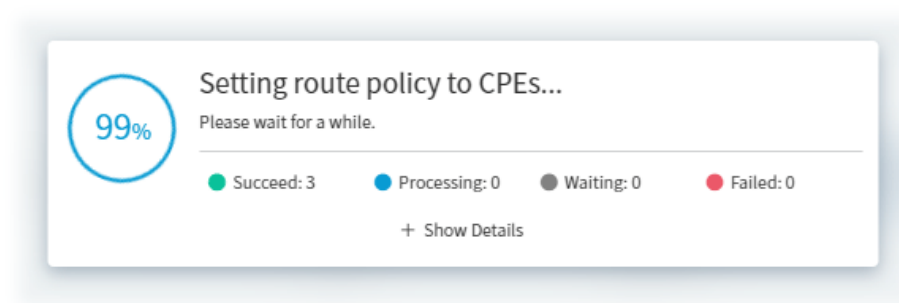 99%
Setting route policy to CPEs...
Please wait for a while.
Succeed: 3 Processing: 0 Waiting: 0 Failed: 0
+ Show Details